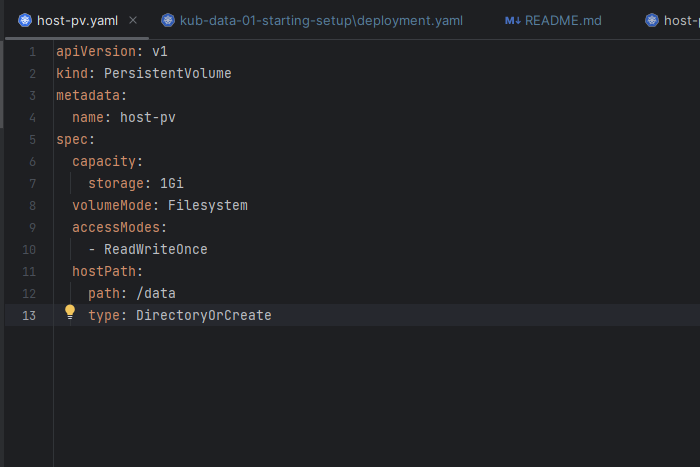 host-pv.yaml
kub-data-01-starting-setup\deployment.yaml
README.md
1 apiVersion: v1
2 kind: PersistentVolume
3 metadata:
4 name: host-pv
5 spec:
6 capacity:
7 storage: 1Gi
8 volumeMode: Filesystem
9 accessModes:
10 - ReadWriteOnce
11 hostPath:
12 path: /data
13 type: DirectoryOrCreate